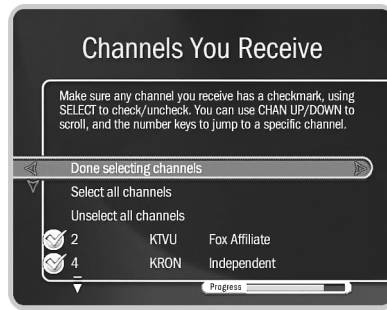 Channels You Receive
Make sure any channel you receive has a checkmark, using
SELECT to check/uncheck. You can use CHAN UP/DOWN to
scroll, and the number keys to jump to a specific channel.
Done selecting channels
Select all channels
Unselect all channels
2 KTVU Fox Affiliate
4 KRON Independent
Progress